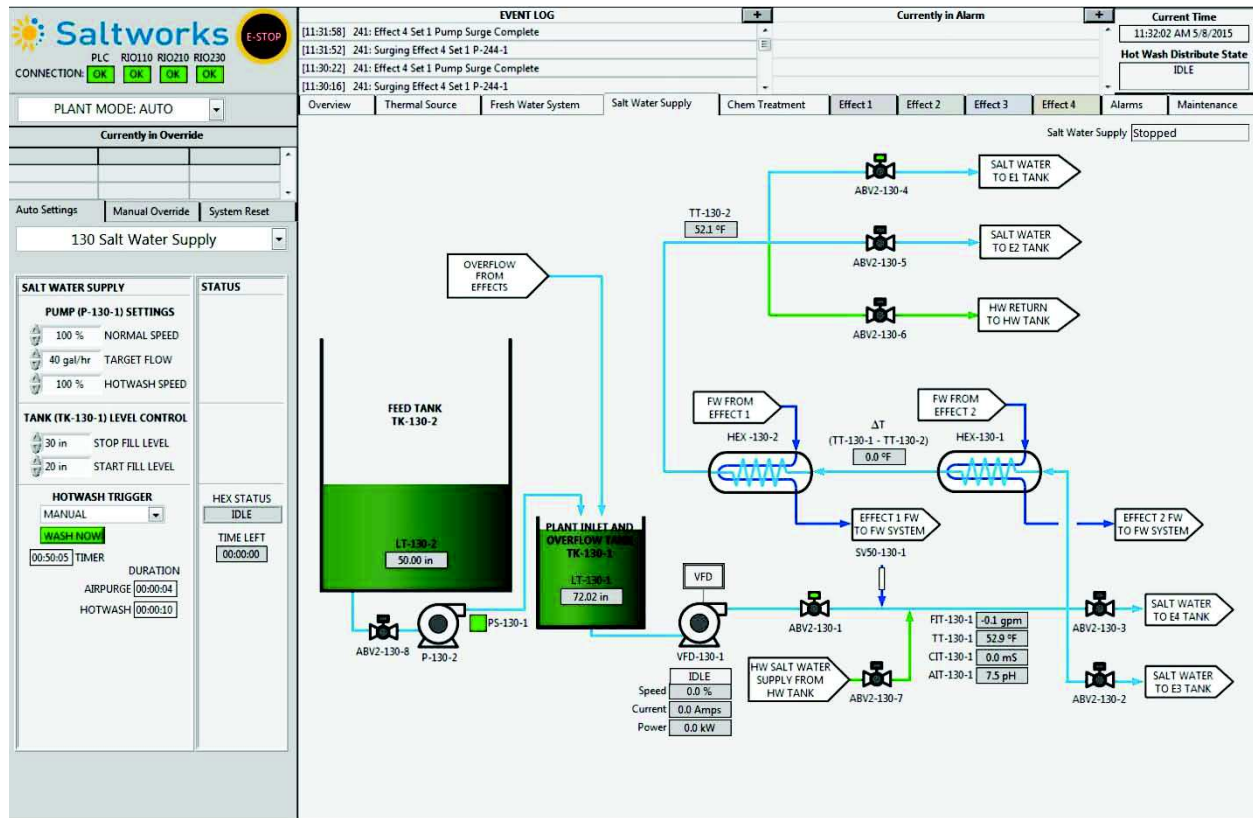 Saltworks
E-STOP
PLC RIO110 RIO210 RIO230
CONNECTION: OK OK OK OK
PLANT MODE: AUTO
Currently in Override
Auto Settings Manual Override System Reset
130 Salt Water Supply
SALT WATER SUPPLY
PUMP (P-130-1) SETTINGS
100 % NORMAL SPEED
40 gal/hr TARGET FLOW
100 % HOTWASH SPEED
TANK (TK-130-1) LEVEL CONTROL
30 in STOP FILL LEVEL
20 in START FILL LEVEL
HOTWASH TRIGGER
MANUAL
WASH NOW
00:50:05 TIMER
DURATION
AIRPURGE 00:00:04
HOTWASH 00:00:10
STATUS
HEX STATUS
IDLE
TIME LEFT
00:00:00
EVENT LOG +
[11:31:58] 241: Effect 4 Set 1 Pump Surge Complete
[11:31:52] 241: Surging Effect 4 Set 1 P-244-1
[11:30:22] 241: Effect 4 Set 1 Pump Surge Complete
[11:30:16] 241: Surging Effect 4 Set 1 P-244-1
Currently in Alarm +
Current Time
11:32:02 AM 5/8/2015
Hot Wash Distribute State
IDLE
Overview Thermal Source Fresh Water System Salt Water Supply Chem Treatment Effect 1 Effect 2 Effect 3 Effect 4 Alarms Maintenance
Salt Water Supply Stopped
SALT WATER
TO E1 TANK
ABV2-130-4
TT-130-2
52.1 ºF
SALT WATER
TO E2 TANK
ABV2-130-5
OVERFLOW
FROM
EFFECTS
HW RETURN
TO HW TANK
ABV2-130-6
FEED TANK
TK-130-2
LT-130-2
50.00 in
FW FROM
EFFECT 1
HEX -130-2
ΔT
(TT-130-1 - TT-130-2)
0.0 ºF
FW FROM
EFFECT 2
HEX-130-1
PLANT INLET AND
OVERFLOW TANK
TK-130-1
LT-130-1
72.02 in
EFFECT 1 FW
TO FW SYSTEM
EFFECT 2 FW
TO FW SYSTEM
SV50-130-1
VFD
ABV2-130-8
P-130-2
PS-130-1
VFD-130-1
IDLE
Speed 0.0 %
Current 0.0 Amps
Power 0.0 kW
ABV2-130-1
HW SALT WATER
SUPPLY FROM
HW TANK
ABV2-130-7
FIT-130-1 -0.1 gpm
TT-130-1 52.9 ºF
CIT-130-1 0.0 mS
AIT-130-1 7.5 pH
ABV2-130-3
SALT WATER
TO E4 TANK
ABV2-130-2
SALT WATER
TO E3 TANK